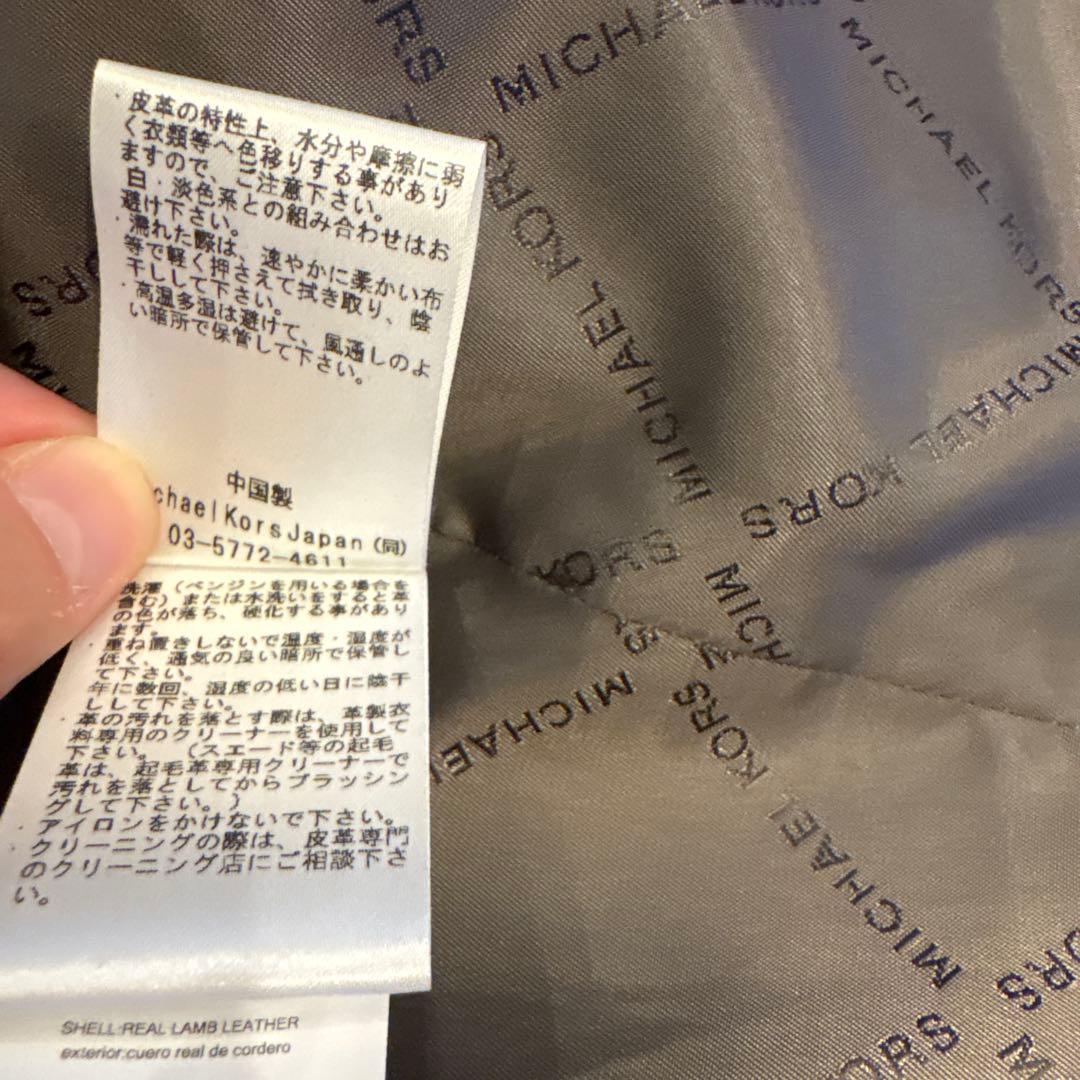 ・皮革の特性上、水分や摩擦に弱
く衣類等へ色移りする事があり
ますので、ご注意下さい。
白・淡色系との組み合わせはお
避け下さい。
・濡れた際は、速やかに柔かい布
等で軽く押さえて拭き取り、陰
干しして下さい。
・高温多湿は避けて、風通しのよ
い暗所で保管して下さい。
中国製
chaelKorsJapan(同)
03-5772-4611
洗濯(ベンジンを用いる場合を
含む)または水洗いをすると革
の色が落ち、硬化する事があり
ます。
・重ね置きしないで温度・湿度が
低く、通気の良い暗所で保管し
て下さい。
年に数回、湿度の低い日に陰干
しして下さい。
・革の汚れを落とす際は、革製衣
料専用のクリーナーを使用して
下さい。(スエード等の起毛
革は、起毛革専用クリーナーで
汚れを落としてからブラッシン
グして下さい。)
・アイロンをかけないで下さい。
・クリーニングの際は、皮革専門
のクリーニング店にご相談下さ
い。
SHELL:REAL LAMB LEATHER
exterior:cuero real de cordero
MICHAEL KORS
MICHAEL KORS
MICHAEL KORS
MICHAEL KORS
MICHAEL